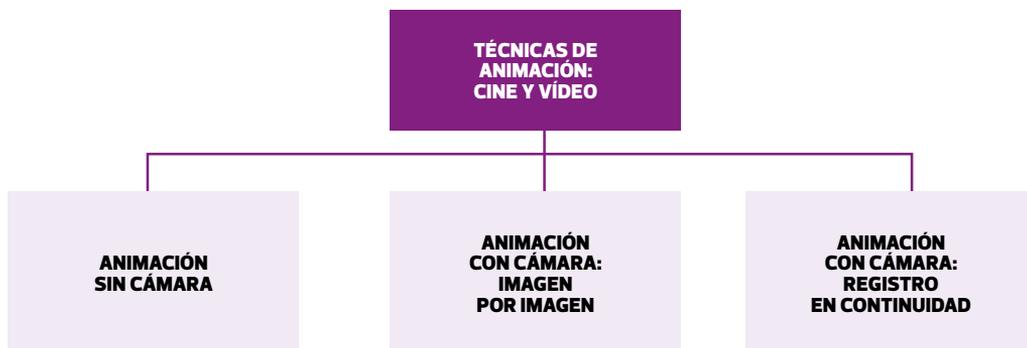 TÉCNICAS DE
ANIMACIÓN:
CINE Y VÍDEO
ANIMACIÓN
SIN CÁMARA
ANIMACIÓN
CON CÁMARA:
IMAGEN
POR IMAGEN
ANIMACIÓN
CON CÁMARA:
REGISTRO
EN CONTINUIDAD